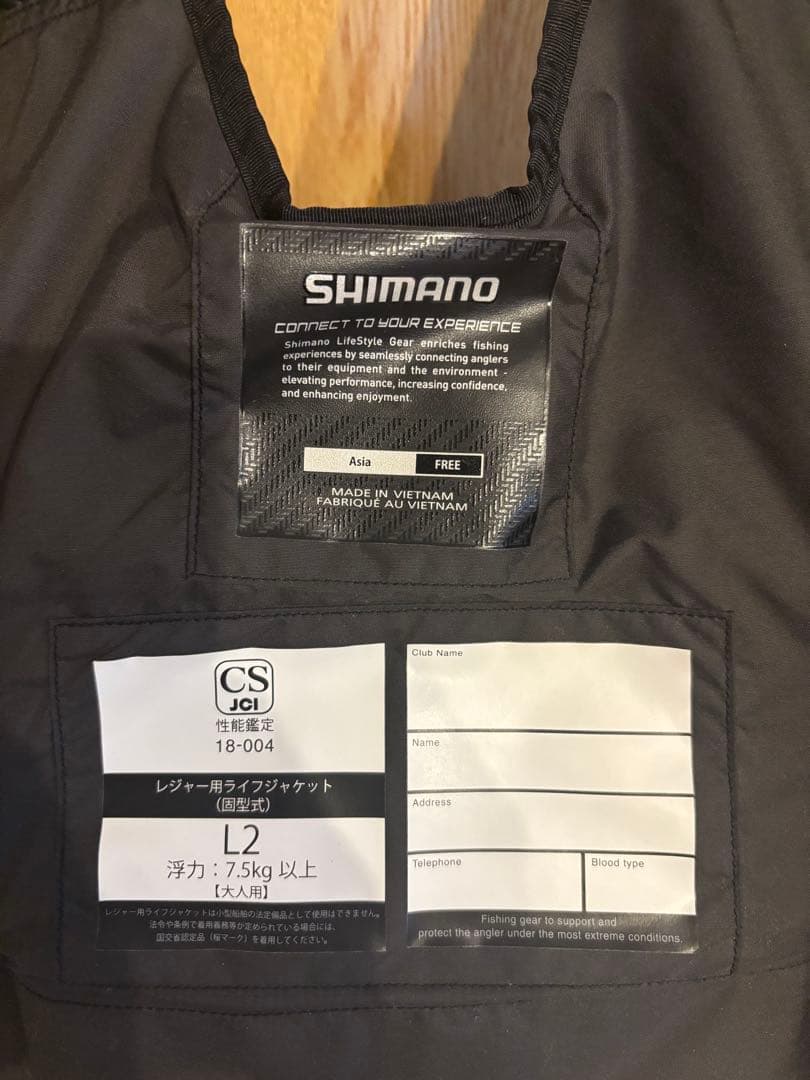 SHIMANO
CONNECT TO YOUR EXPERIENCE
Shimano LifeStyle Gear enriches fishing
experiences by seamlessly connecting anglers
to their equipment and the environment -
elevating performance, increasing confidence,
and enhancing enjoyment.
Asia FREE
MADE IN VIETNAM
FABRIQUÉ AU VIETNAM
CS
JCI
性能鑑定
18-004
レジャー用ライフジャケット
(固型式)
L2
浮力:7.5kg 以上
【大人用】
レジャー用ライフジャケットは小型船舶の法定備品として使用はできません。
法令や条例で着用義務等が定められている場合には、
国交省認定品(桜マーク)を着用してください。
Club Name
Name
Address
Telephone Blood type
Fishing gear to support and
protect the angler under the most extreme conditions.